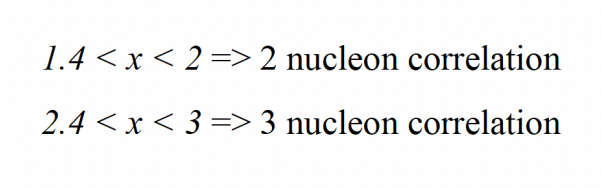 1.4 < x < 2 => 2 nucleon correlation
2.4 < x < 3 => 3 nucleon correlation